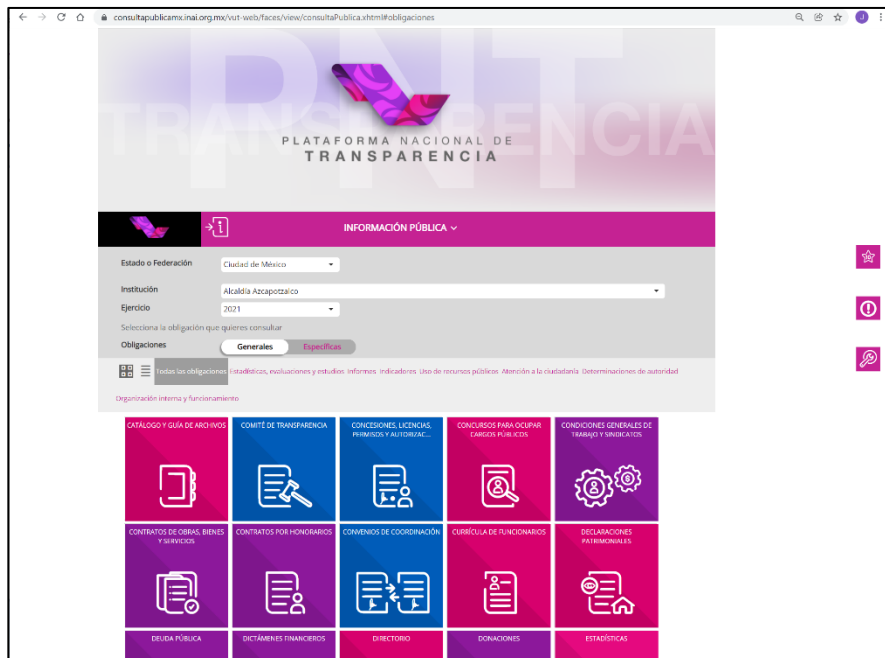 consultapublicamx.inai.org.mx/vut-web/faces/view/consultaPublica.xhtml#obligaciones
J
PNT
TRANSPARENCIA
PLATAFORMA NACIONAL DE
TRANSPARENCIA
INFORMACIÓN PÚBLICA
Estado o Federación
Ciudad de México
Institución
Alcaldía Azcapotzalco
Ejercicio
2021
Selecciona la obligación que quieres consultar
Obligaciones
Generales
Específicas
Todas las obligaciones Estadísticas, evaluaciones y estudios Informes Indicadores Uso de recursos públicos Atención a la ciudadanía Determinaciones de autoridad
Organización interna y funcionamiento
CATÁLOGO Y GUÍA DE ARCHIVOS
COMITÉ DE TRANSPARENCIA
CONCESIONES, LICENCIAS,
PERMISOS Y AUTORIZAC...
CONCURSOS PARA OCUPAR
CARGOS PÚBLICOS
CONDICIONES GENERALES DE
TRABAJO Y SINDICATOS
CONTRATOS DE OBRAS, BIENES
Y SERVICIOS
CONTRATOS POR HONORARIOS
CONVENIOS DE COORDINACIÓN
CURRÍCULA DE FUNCIONARIOS
DECLARACIONES
PATRIMONIALES
DEUDA PÚBLICA
DICTÁMENES FINANCIEROS
DIRECTORIO
DONACIONES
ESTADÍSTICAS